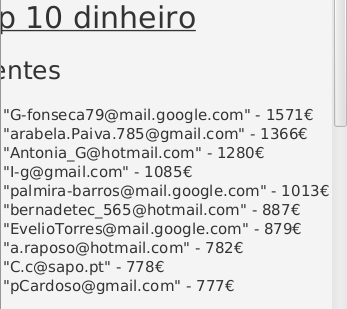 p 10 dinheiro
entes
"G-fonseca79@mail.google.com" - 1571€
"arabela.Paiva.785@gmail.com" - 1366€
"Antonia_G@hotmail.com" - 1280€
"I-g@gmail.com" - 1085€
"palmira-barros@mail.google.com" - 1013€
"bernadetec_565@hotmail.com" - 887€
"EvelioTorres@mail.google.com" - 879€
"a.raposo@hotmail.com" - 782€
"C.c@sapo.pt" - 778€
"pCardoso@gmail.com" - 777€